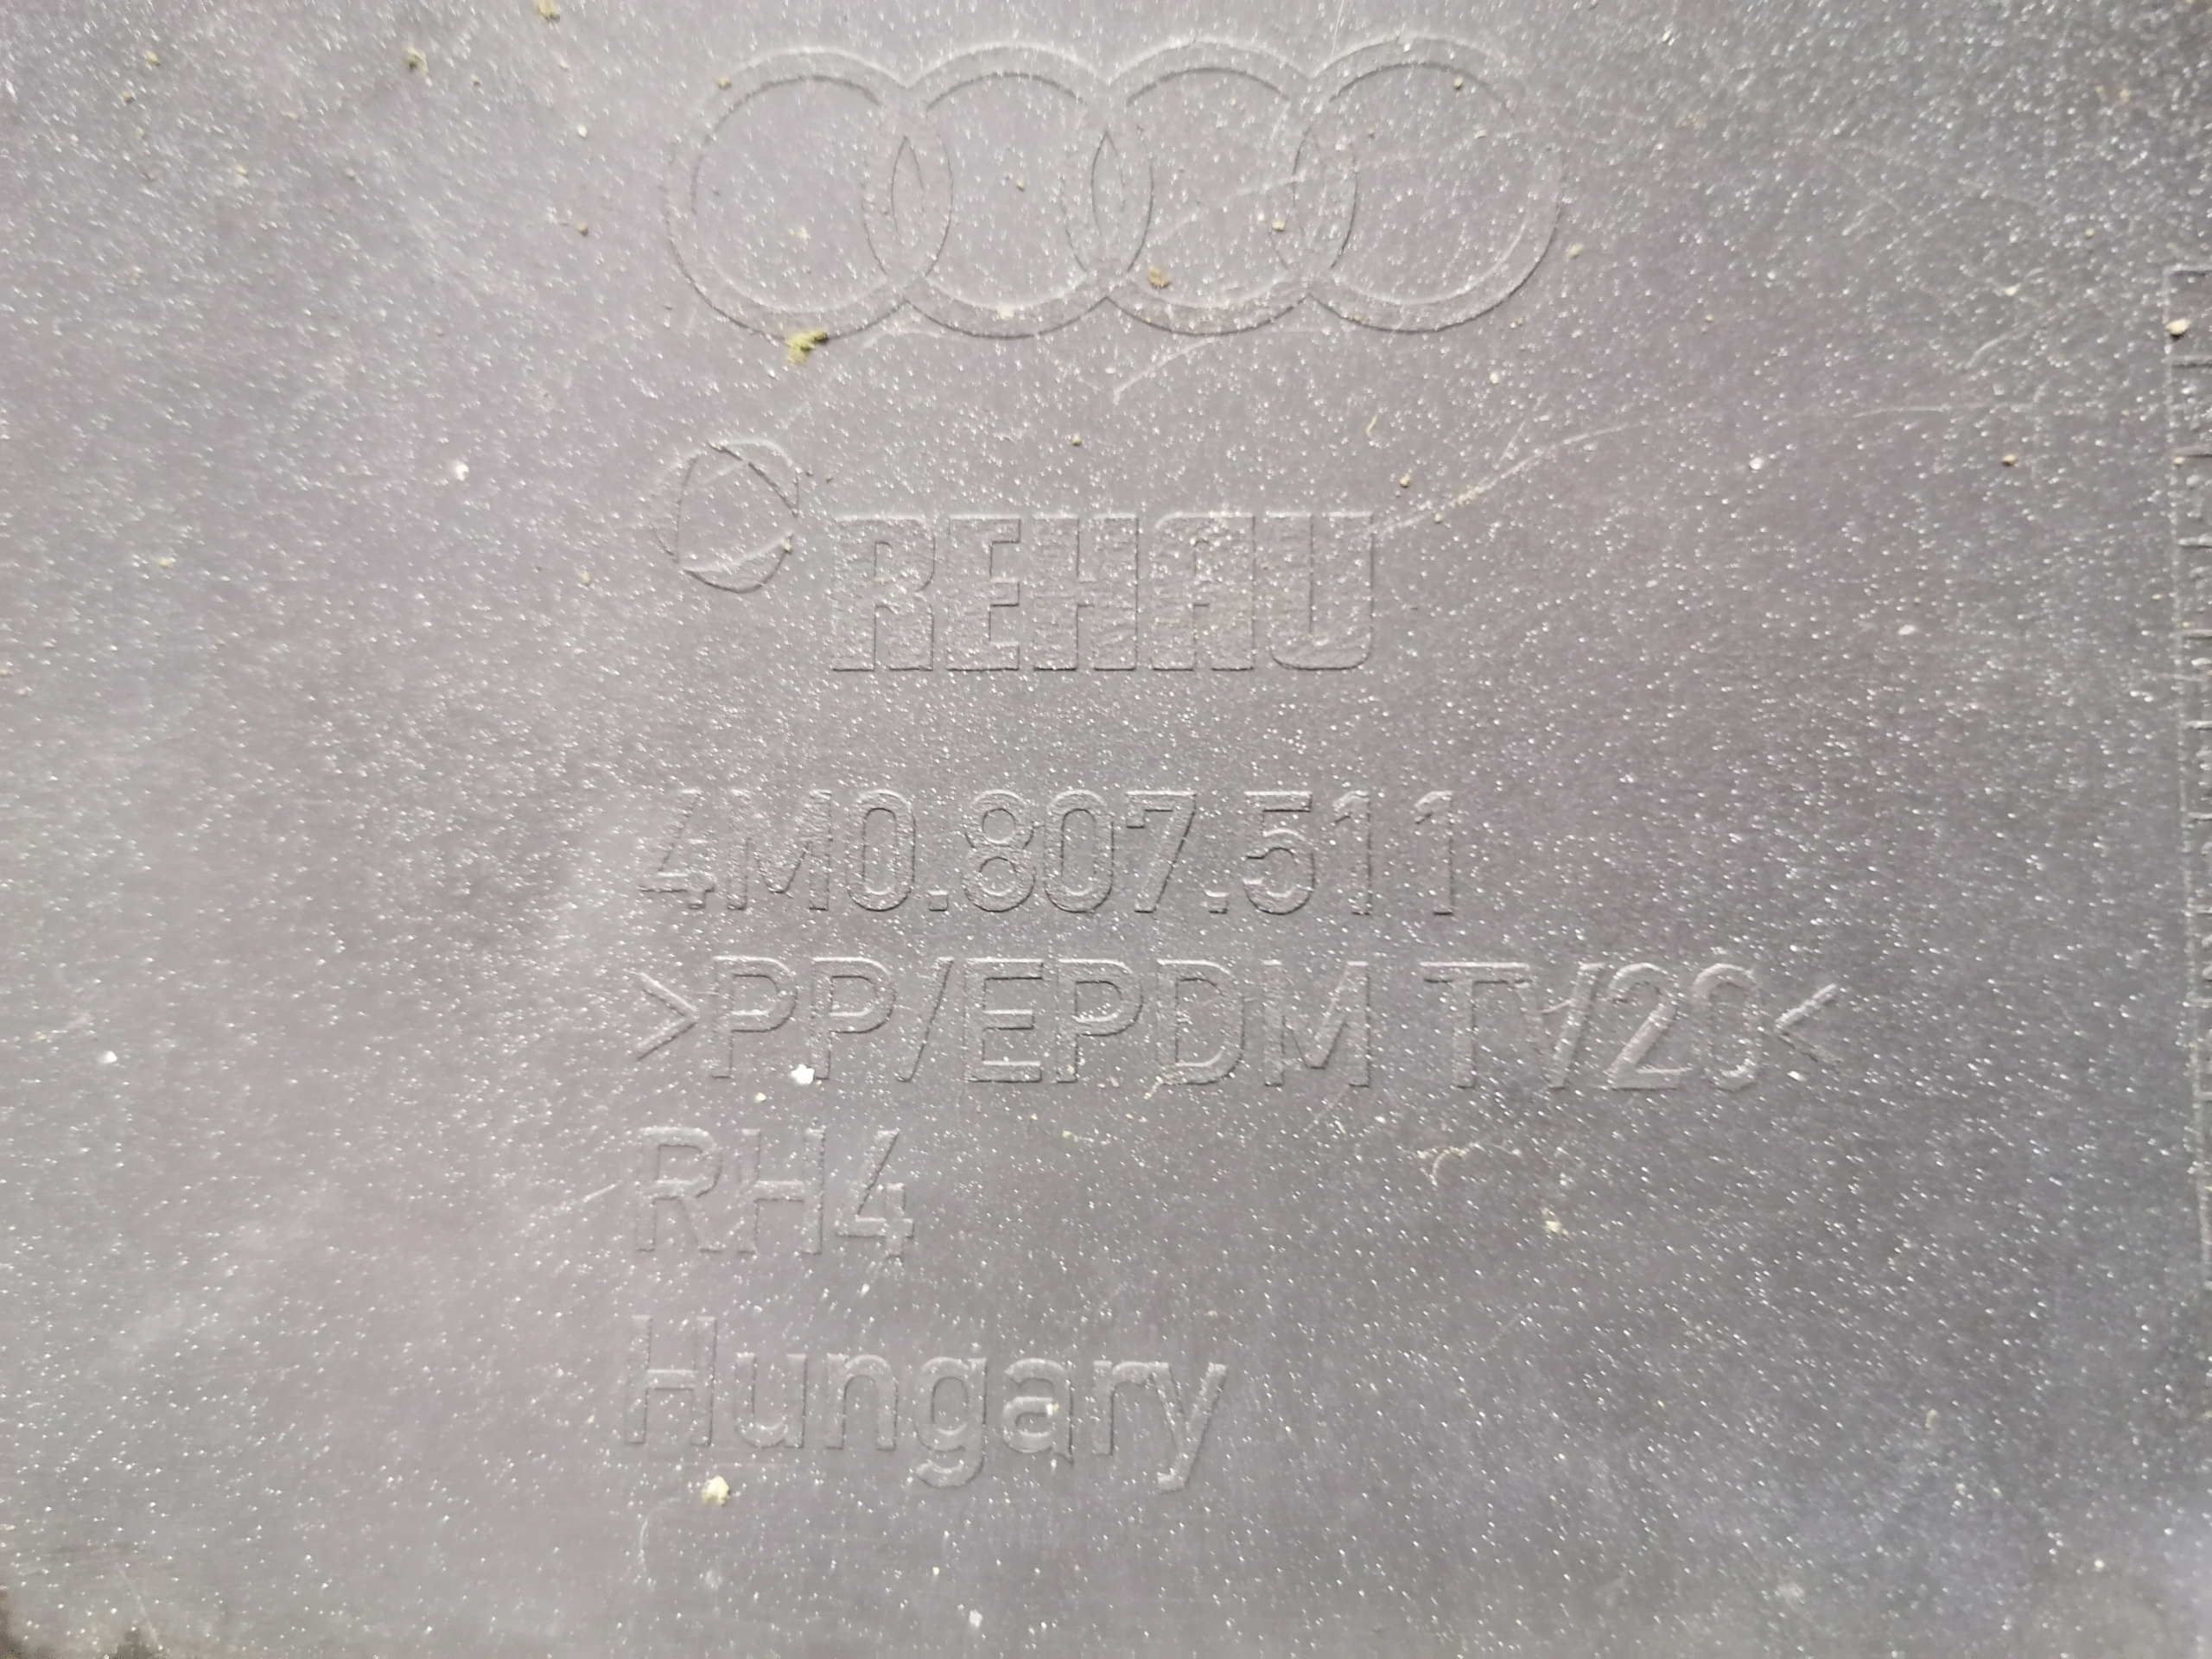 REHAU
4M0.807.511
>PP/EPDM TV20<
RH4
Hungary